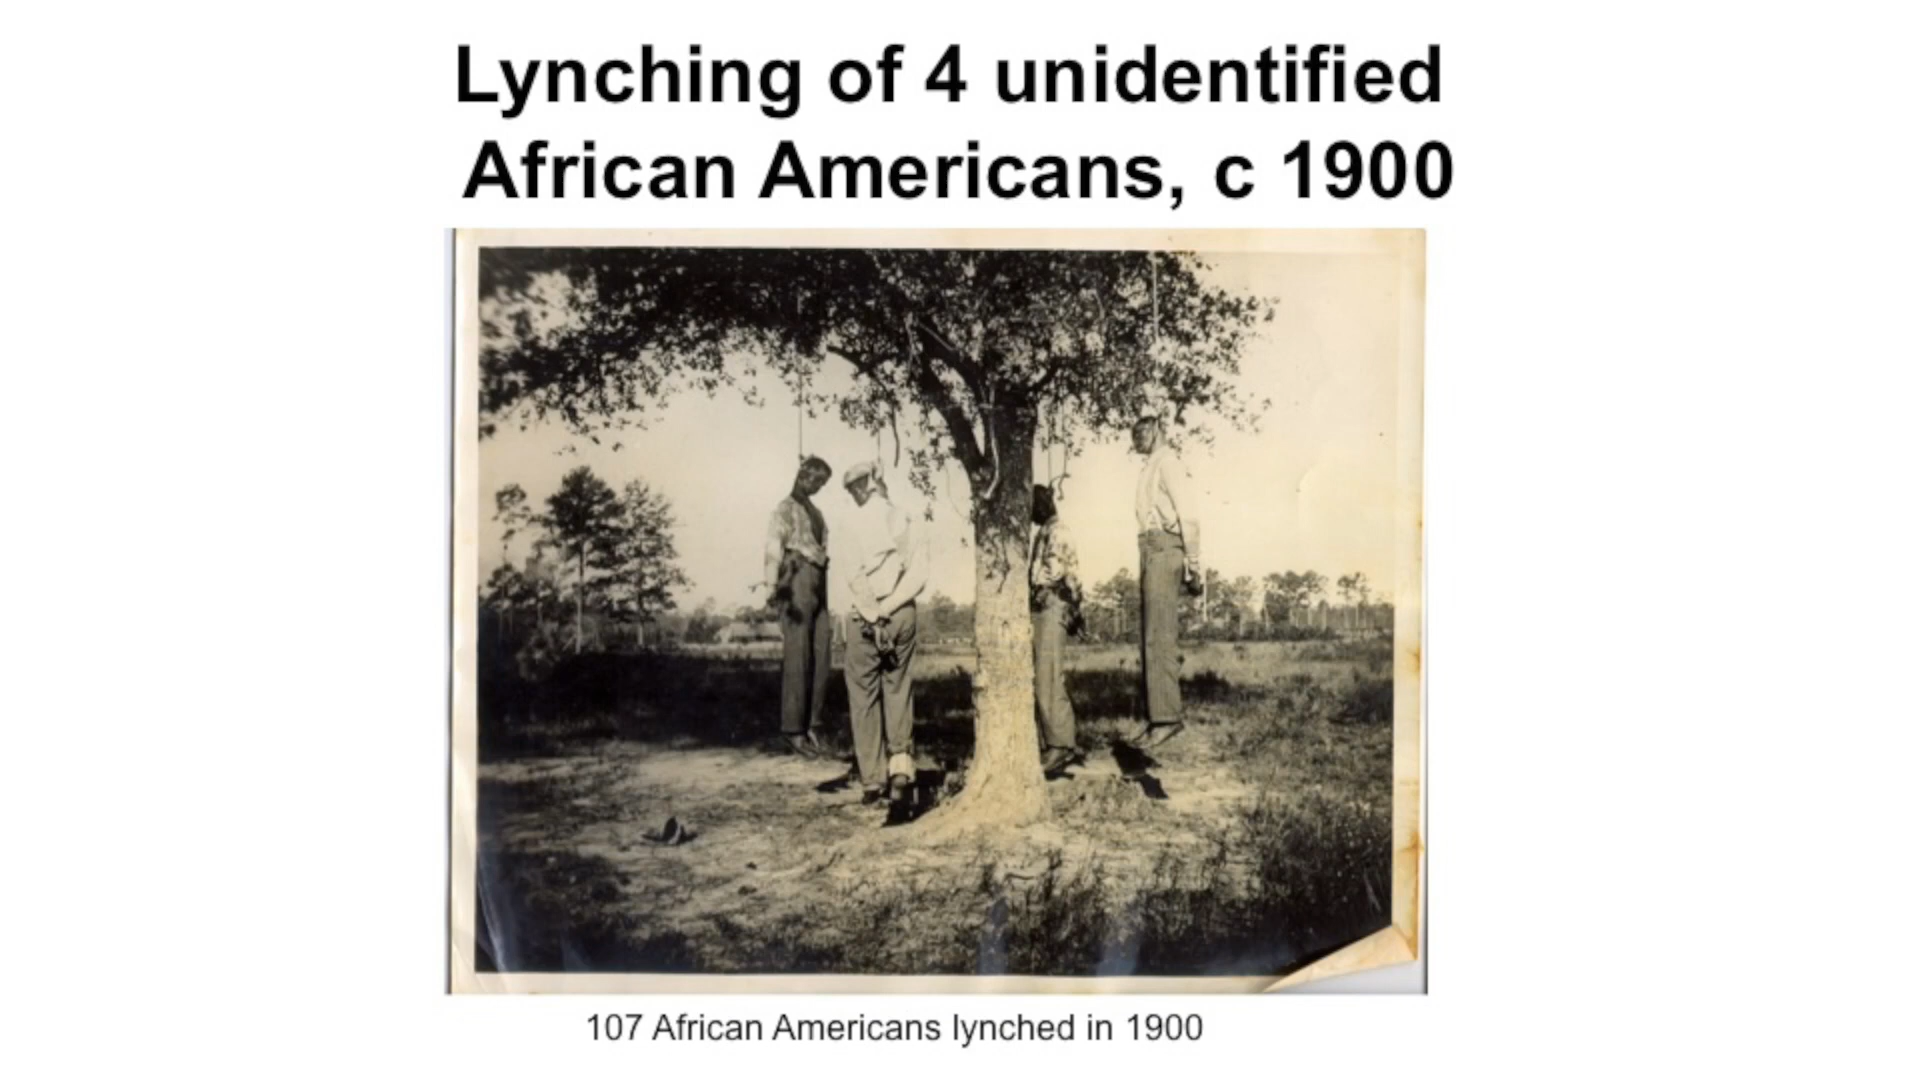 Lynching of 4 unidentified
African Americans, c 1900
107 African Americans lynched in 1900